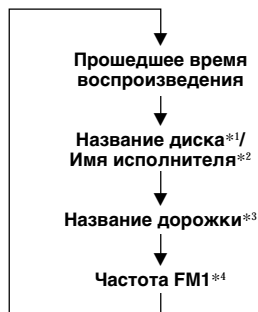 Прошедшее время
воспроизведения
Название диска*1/
Имя исполнителя*2
Название дорожки*3
Частота FM1*4